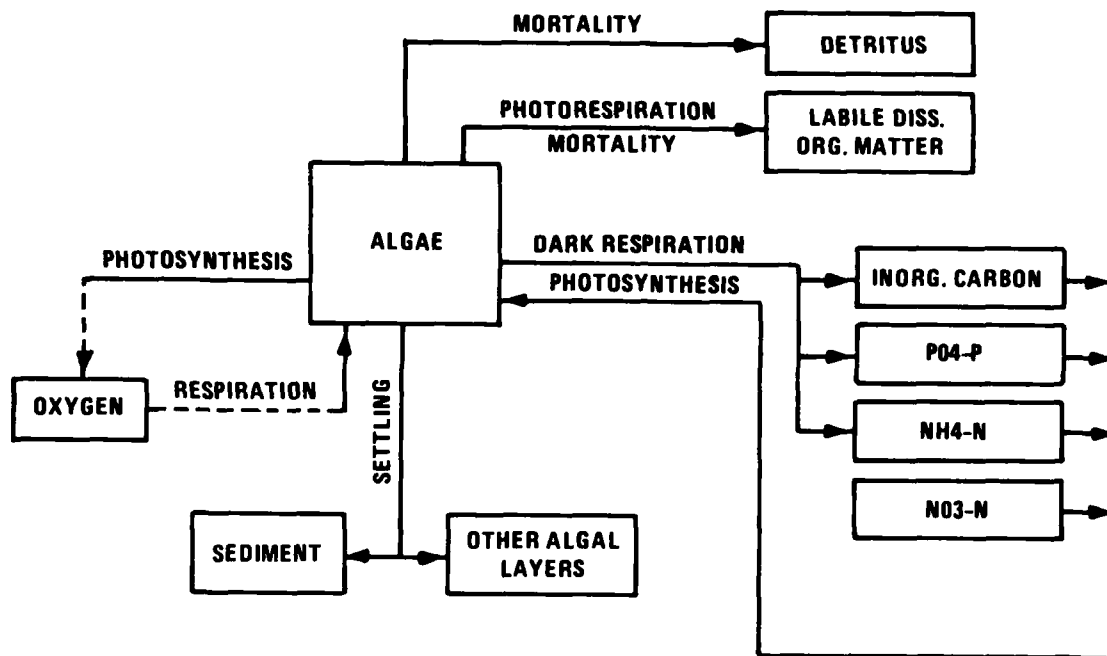 MORTALITY
DETRITUS
PHOTORESPIRATION
MORTALITY
LABILE DISS.
ORG. MATTER
ALGAE
PHOTOSYNTHESIS
DARK RESPIRATION
PHOTOSYNTHESIS
INORG. CARBON
P04-P
NH4-N
N03-N
OXYGEN
RESPIRATION
SETTLING
SEDIMENT
OTHER ALGAL
LAYERS